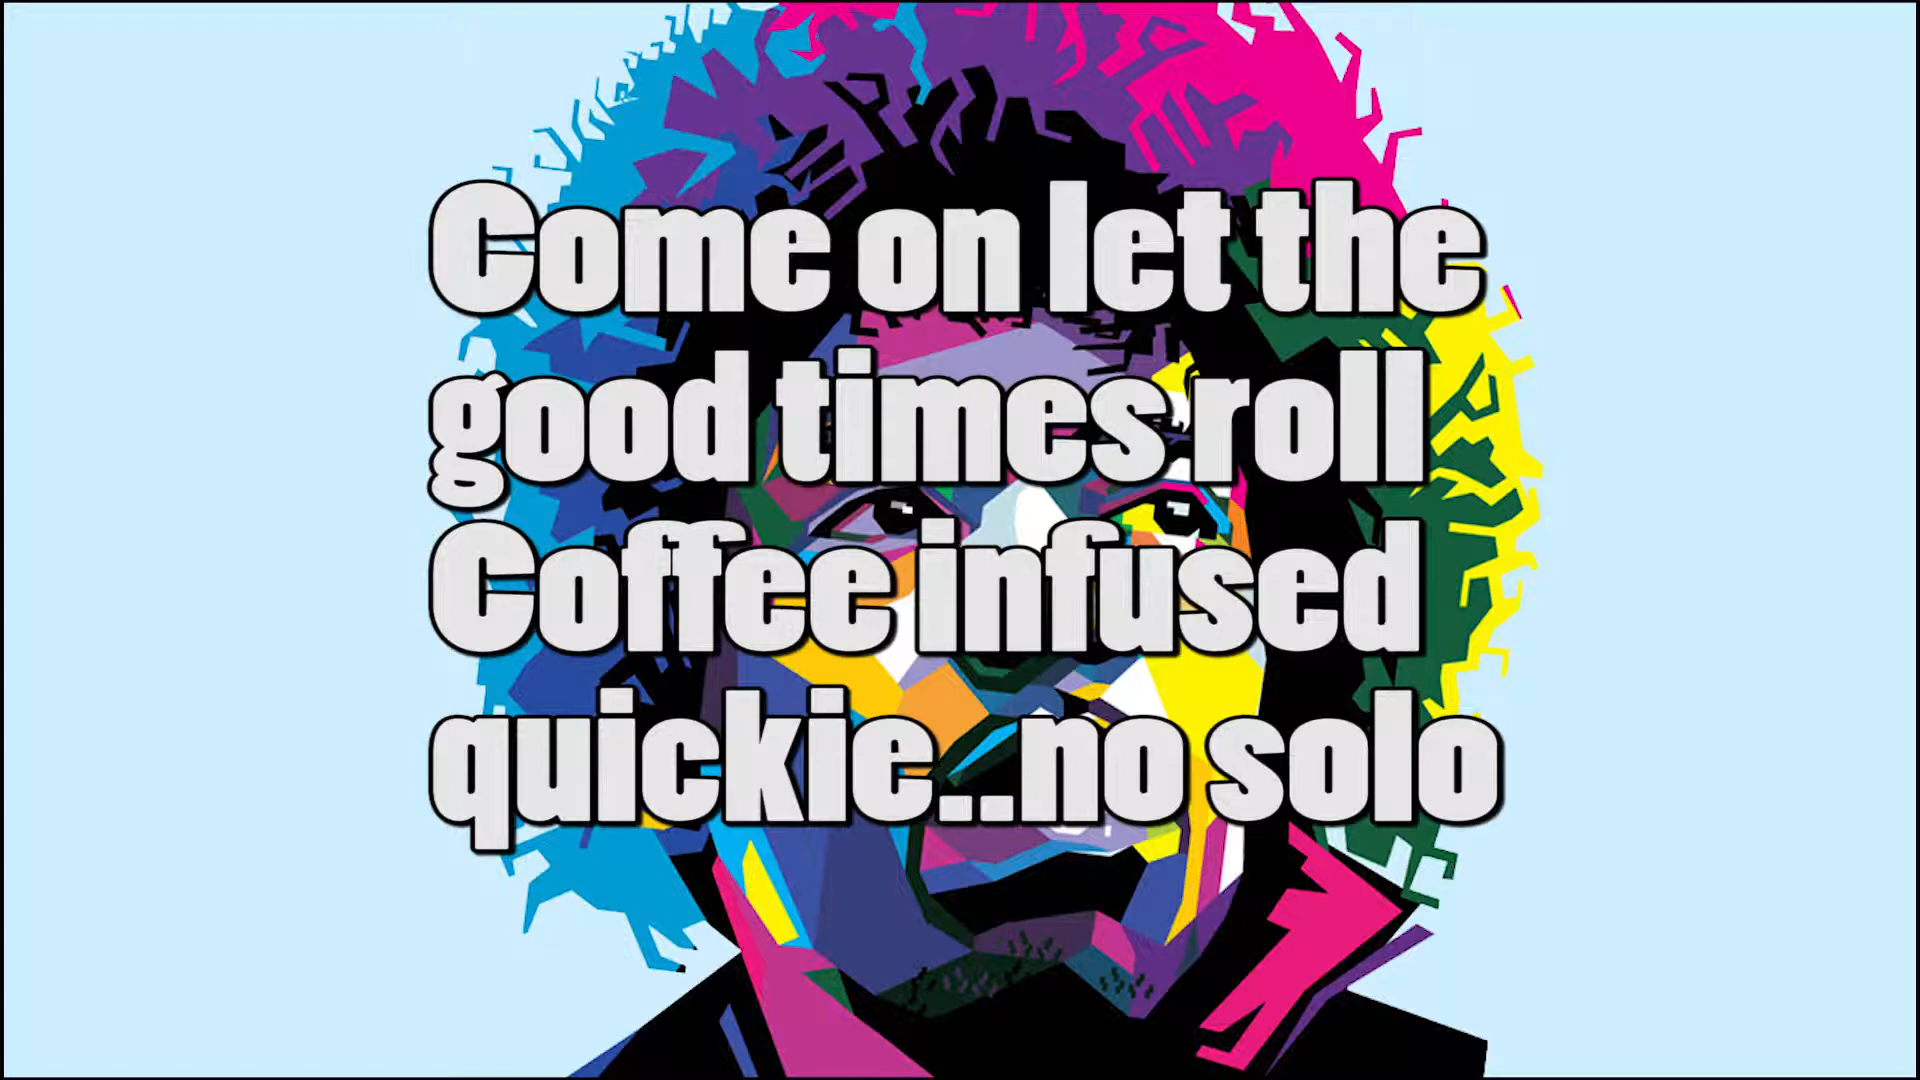 Come on let the
good times roll
Coffee infused
quickie...no solo